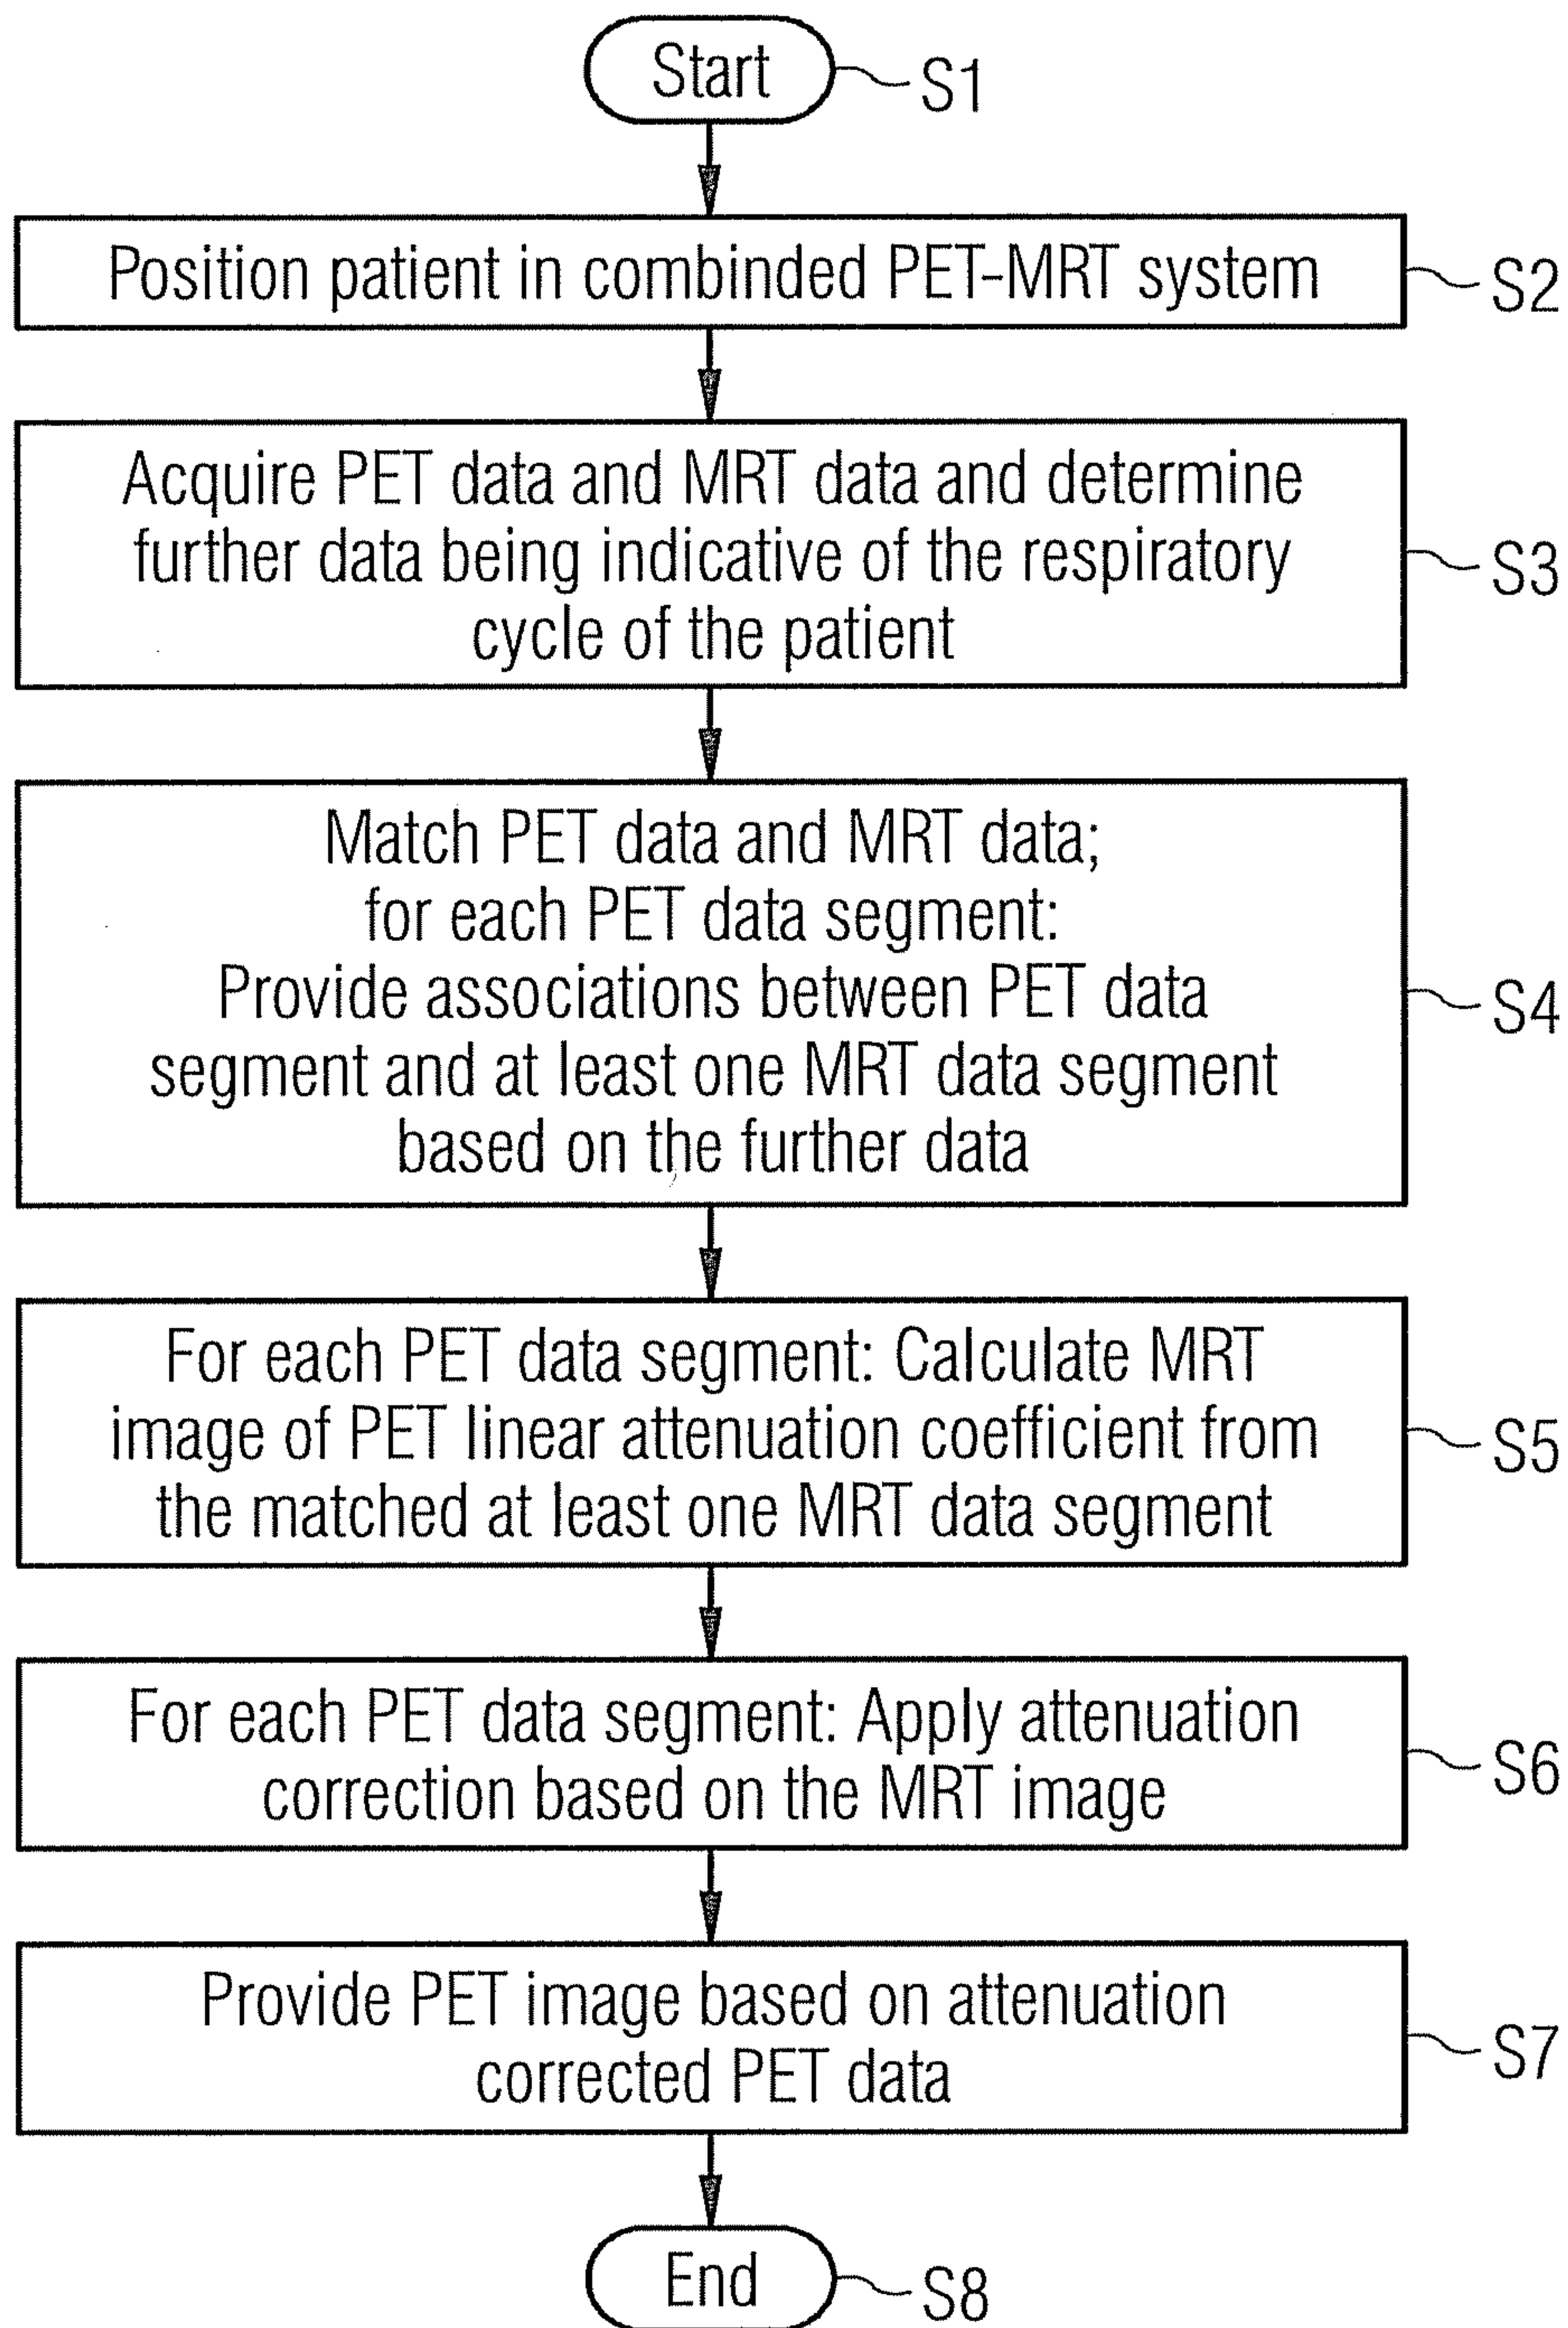 Start
S1
Position patient in combinded PET-MRT system
S2
Acquire PET data and MRT data and determine
further data being indicative of the respiratory
cycle of the patient
S3
Match PET data and MRT data;
for each PET data segment:
Provide associations between PET data
segment and at least one MRT data segment
based on the further data
S4
For each PET data segment: Calculate MRT
image of PET linear attenuation coefficient from
the matched at least one MRT data segment
S5
For each PET data segment: Apply attenuation
correction based on the MRT image
S6
Provide PET image based on attenuation
corrected PET data
S7
End
S8